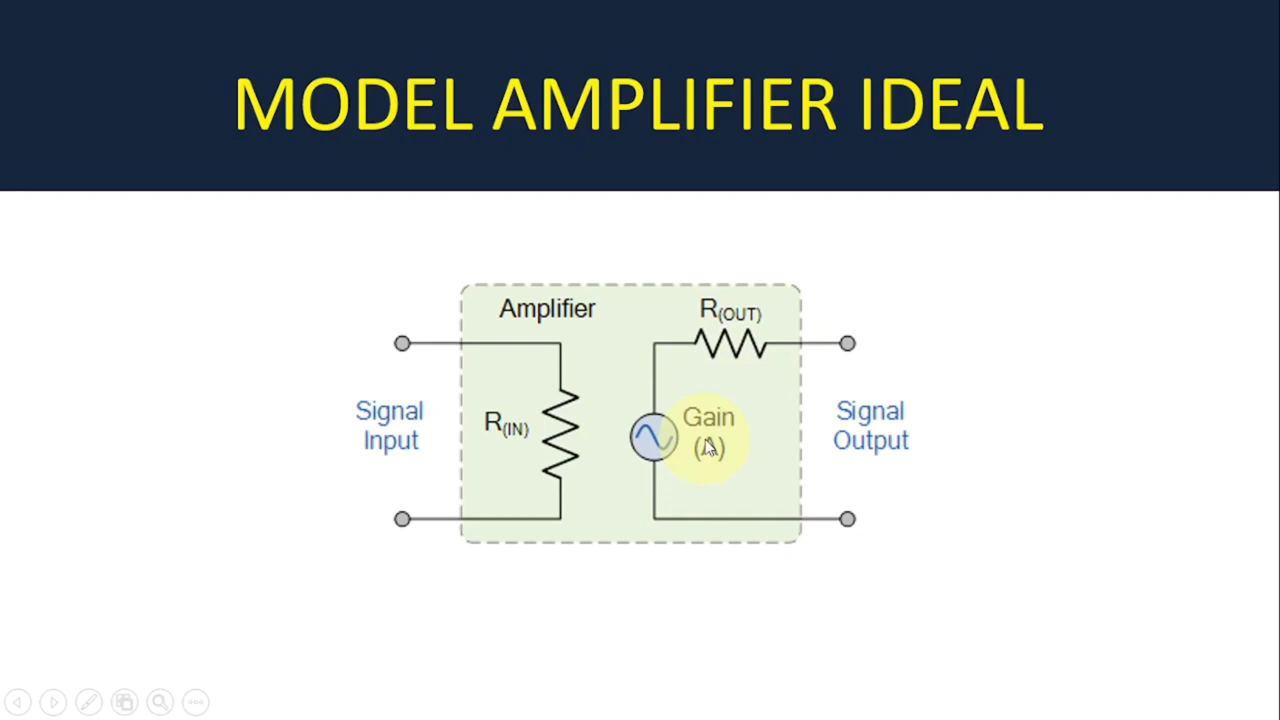 MODEL AMPLIFIER IDEAL
Amplifier
R(OUT)
Signal
Input
R(IN)
Gain
(A)
Signal
Output